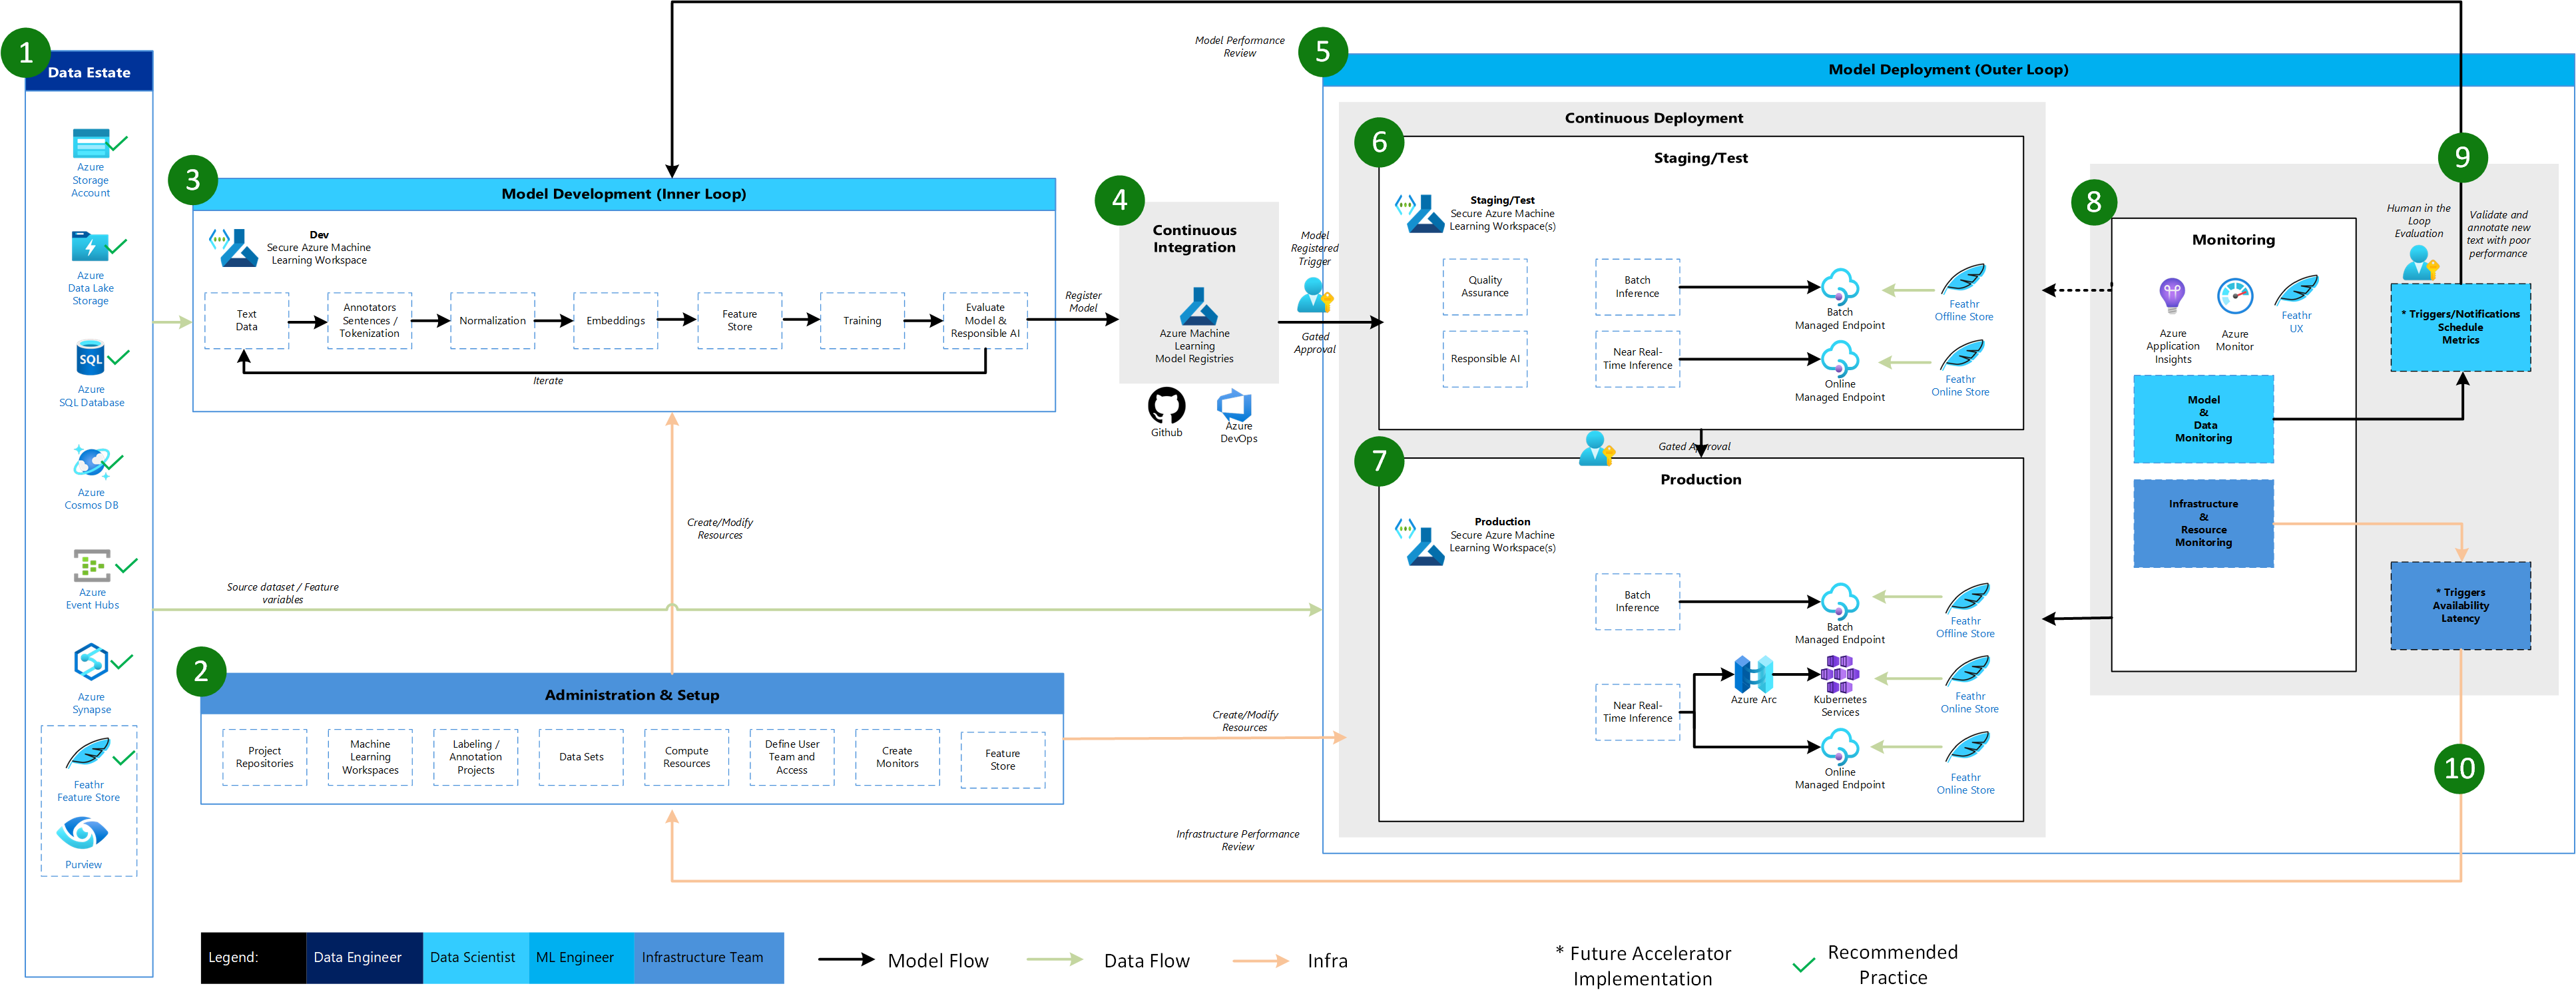 1
Data Estate
Azure
Storage
Account
Azure
Data Lake
Storage
SQL
Azure
SQL Database
Azure
Cosmos DB
Azure
Event Hubs
Azure
Synapse
Feathr
Feature Store
Purview
2
Administration & Setup
Project
Repositories
Machine
Learning
Workspaces
Labeling /
Annotation
Projects
Data Sets
Compute
Resources
Define User
Team and
Access
Create
Monitors
Feature
Store
3
Model Development (Inner Loop)
Dev
Secure Azure Machine
Learning Workspace
Text
Data
Annotators
Sentences /
Tokenization
Normalization
Embeddings
Feature
Store
Training
Evaluate
Model &
Responsible AI
Iterate
Create/Modify
Resources
Source dataset / Feature
variables
Create/Modify
Resources
Infrastructure Performance
Review
Model Performance
Review
Register
Model
4
Continuous
Integration
Azure Machine
Learning
Model Registries
Github
Azure
DevOps
Model
Registered
Trigger
Gated
Approval
5
Model Deployment (Outer Loop)
Continuous Deployment
6
Staging/Test
Staging/Test
Secure Azure Machine
Learning Workspace(s)
Quality
Assurance
Responsible AI
Batch
Inference
Near Real-
Time Inference
Batch
Managed Endpoint
Online
Managed Endpoint
Feathr
Offline Store
Feathr
Online Store
Gated Approval
7
Production
Production
Secure Azure Machine
Learning Workspace(s)
Batch
Inference
Batch
Managed Endpoint
Feathr
Offline Store
Near Real-
Time Inference
Azure Arc
Kubernetes
Services
Feathr
Online Store
Online
Managed Endpoint
Feathr
Online Store
8
Monitoring
Azure
Application
Insights
Azure
Monitor
Feathr
UX
Model
&
Data
Monitoring
Infrastructure
&
Resource
Monitoring
9
Human in the
Loop
Evaluation
Validate and
annotate new
text with poor
performance
* Triggers/Notifications
Schedule
Metrics
* Triggers
Availability
Latency
10
Legend:
Data Engineer
Data Scientist
ML Engineer
Infrastructure Team
Model Flow
Data Flow
Infra
* Future Accelerator
Implementation
Recommended
Practice